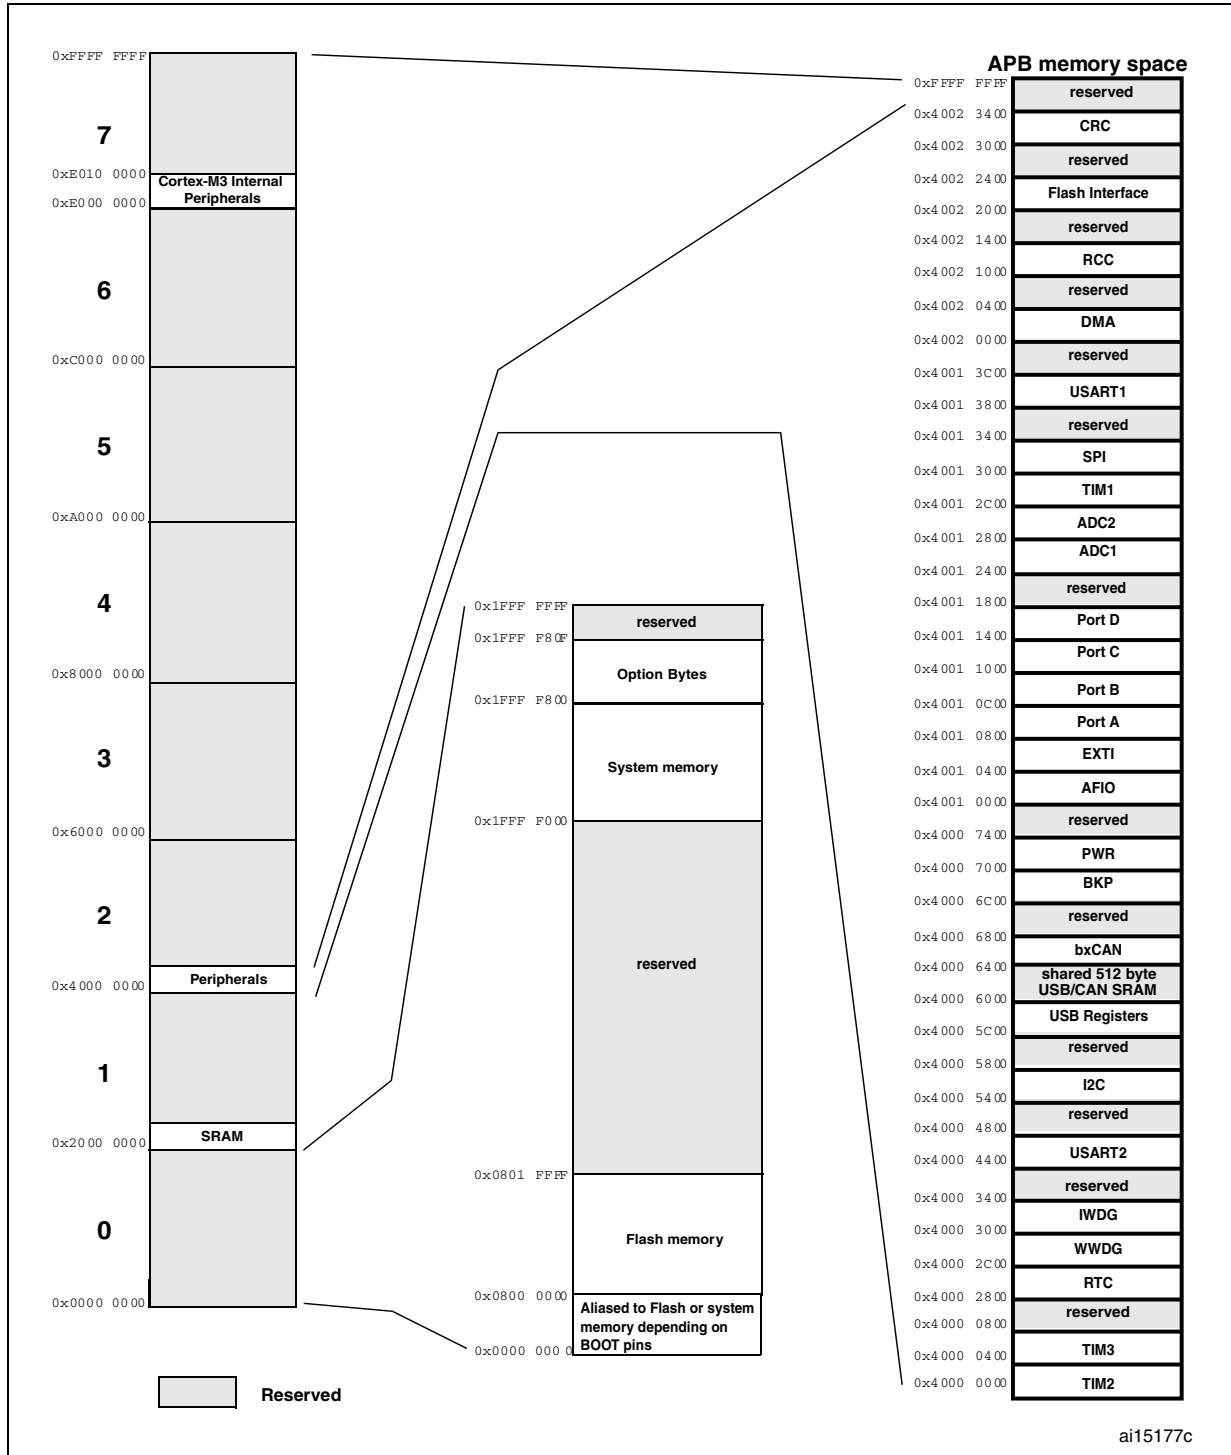 0xFFFF FFFF
7
0xE010 0000
Cortex-M3 Internal
Peripherals
0xE000 0000
6
0xC000 0000
5
0xA000 0000
4
0x8000 0000
3
0x6000 0000
2
Peripherals
0x4000 0000
1
SRAM
0x2000 0000
0
0x0000 0000
Reserved
0x1FFF FFFF
reserved
0x1FFF F80F
Option Bytes
0x1FFF F800
System memory
0x1FFF F000
reserved
0x0801 FFFF
Flash memory
0x0800 0000
Aliased to Flash or system
memory depending on
BOOT pins
0x0000 0000
APB memory space
0xFFFF FFFF
reserved
0x4002 3400
CRC
0x4002 3000
reserved
0x4002 2400
Flash Interface
0x4002 2000
reserved
0x4002 1400
RCC
0x4002 1000
reserved
0x4002 0400
DMA
0x4002 0000
reserved
0x4001 3C00
USART1
0x4001 3800
reserved
0x4001 3400
SPI
0x4001 3000
TIM1
0x4001 2C00
ADC2
0x4001 2800
ADC1
0x4001 2400
reserved
0x4001 1800
Port D
0x4001 1400
Port C
0x4001 1000
Port B
0x4001 0C00
Port A
0x4001 0800
EXTI
0x4001 0400
AFIO
0x4001 0000
reserved
0x4000 7400
PWR
0x4000 7000
BKP
0x4000 6C00
reserved
0x4000 6800
bxCAN
0x4000 6400
shared 512 byte
USB/CAN SRAM
0x4000 6000
USB Registers
0x4000 5C00
reserved
0x4000 5800
I2C
0x4000 5400
reserved
0x4000 4800
USART2
0x4000 4400
reserved
0x4000 3400
IWDG
0x4000 3000
WWDG
0x4000 2C00
RTC
0x4000 2800
reserved
0x4000 0800
TIM3
0x4000 0400
TIM2
0x4000 0000
ai15177c